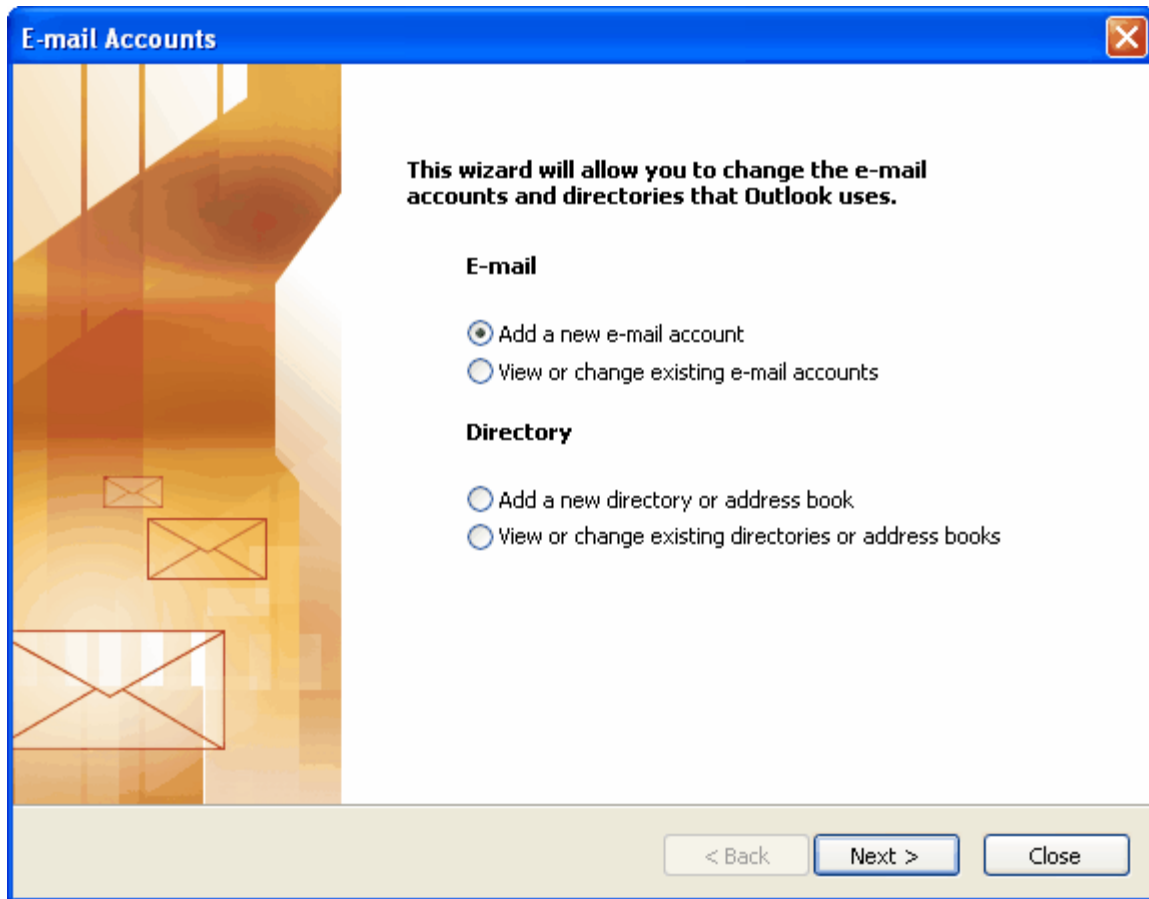 E-mail Accounts
This wizard will allow you to change the e-mail
accounts and directories that Outlook uses.
E-mail
Add a new e-mail account
View or change existing e-mail accounts
Directory
Add a new directory or address book
View or change existing directories or address books
< Back
Next >
Close